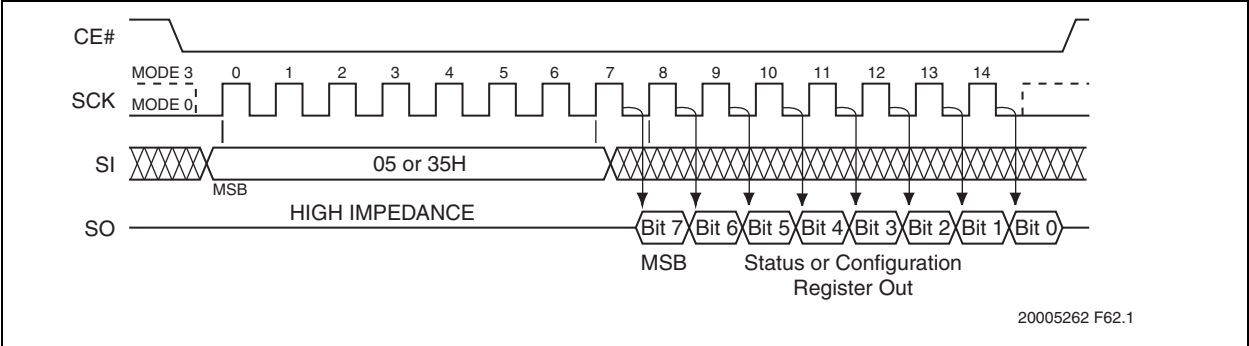 CE#
MODE 3 0 1 2 3 4 5 6 7 8 9 10 11 12 13 14
SCK MODE 0
SI 05 or 35H
MSB
HIGH IMPEDANCE
SO Bit 7 Bit 6 Bit 5 Bit 4 Bit 3 Bit 2 Bit 1 Bit 0
MSB Status or Configuration
Register Out
20005262 F62.1